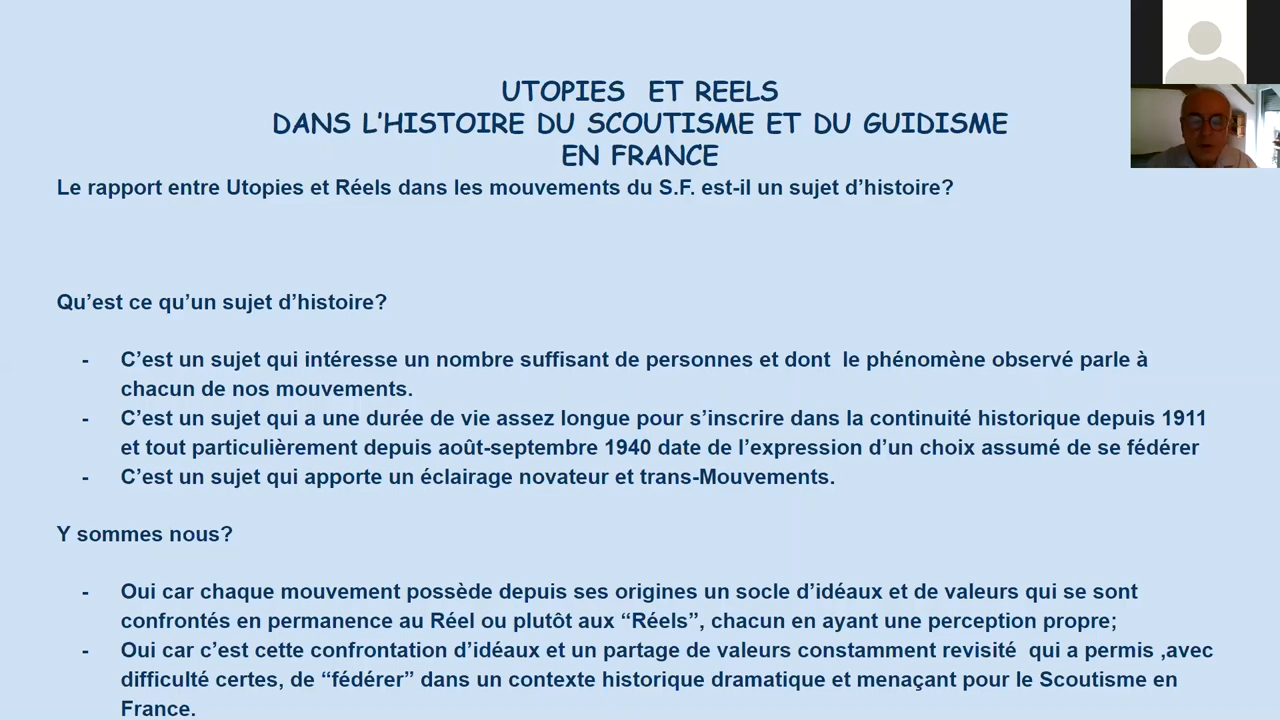 UTOPIES  ET REELS
DANS L'HISTOIRE DU SCOUTISME ET DU GUIDISME
EN FRANCE
Le rapport entre Utopies et Réels dans les mouvements du S.F. est-il un sujet d'histoire?
Qu'est ce qu'un sujet d'histoire?
- C'est un sujet qui intéresse un nombre suffisant de personnes et dont  le phénomène observé parle à
chacun de nos mouvements.
- C'est un sujet qui a une durée de vie assez longue pour s'inscrire dans la continuité historique depuis 1911
et tout particulièrement depuis août-septembre 1940 date de l'expression d'un choix assumé de se fédérer
- C'est un sujet qui apporte un éclairage novateur et trans-Mouvements.
Y sommes nous?
- Oui car chaque mouvement possède depuis ses origines un socle d'idéaux et de valeurs qui se sont
confrontés en permanence au Réel ou plutôt aux “Réels”, chacun en ayant une perception propre;
- Oui car c'est cette confrontation d'idéaux et un partage de valeurs constamment revisité  qui a permis ,avec
difficulté certes, de “fédérer” dans un contexte historique dramatique et menaçant pour le Scoutisme en
France.